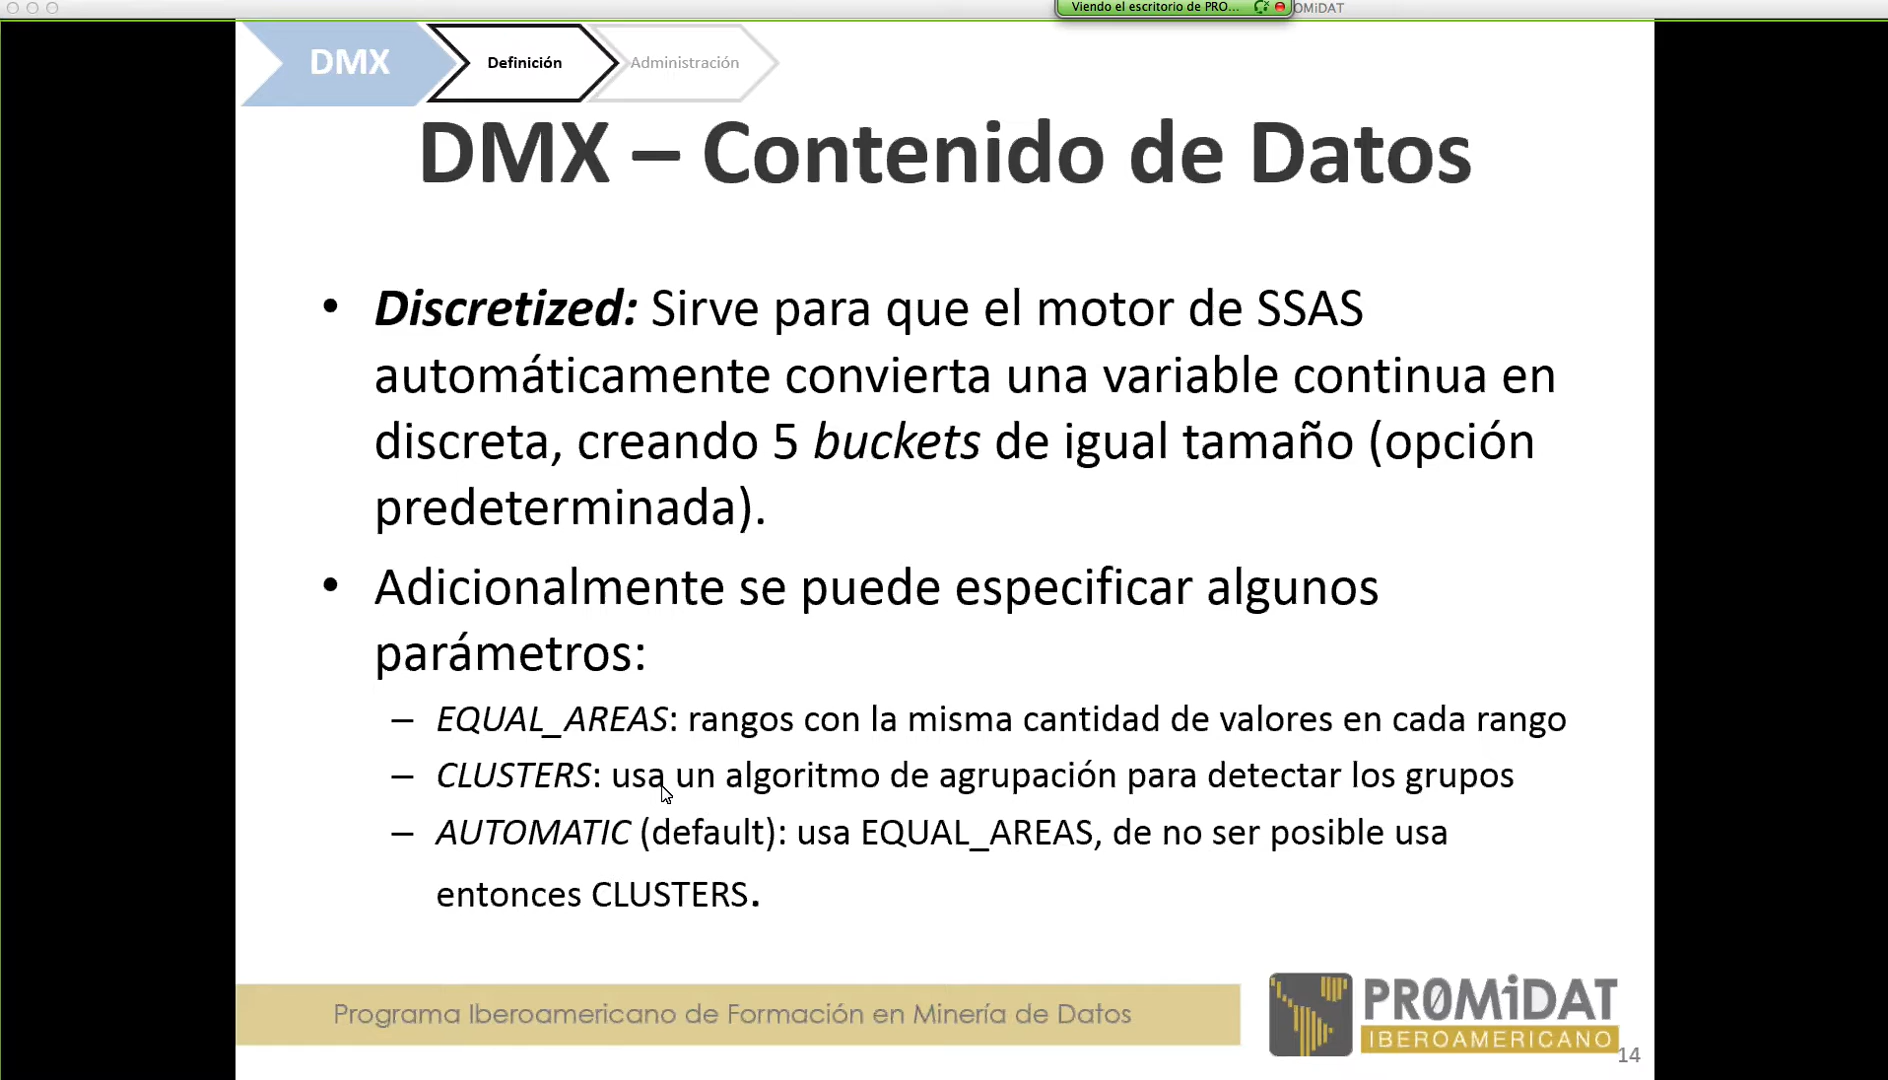 Viendo el escritorio de PRO...
OMiDAT
DMX
Definición
Administración
DMX – Contenido de Datos
• Discretized: Sirve para que el motor de SSAS
automáticamente convierta una variable continua en
discreta, creando 5 buckets de igual tamaño (opción
predeterminada).
• Adicionalmente se puede especificar algunos
parámetros:
– EQUAL_AREAS: rangos con la misma cantidad de valores en cada rango
– CLUSTERS: usa un algoritmo de agrupación para detectar los grupos
– AUTOMATIC (default): usa EQUAL_AREAS, de no ser posible usa
entonces CLUSTERS.
Programa Iberoamericano de Formación en Minería de Datos
PR0MiDAT
IBEROAMERICANO
14